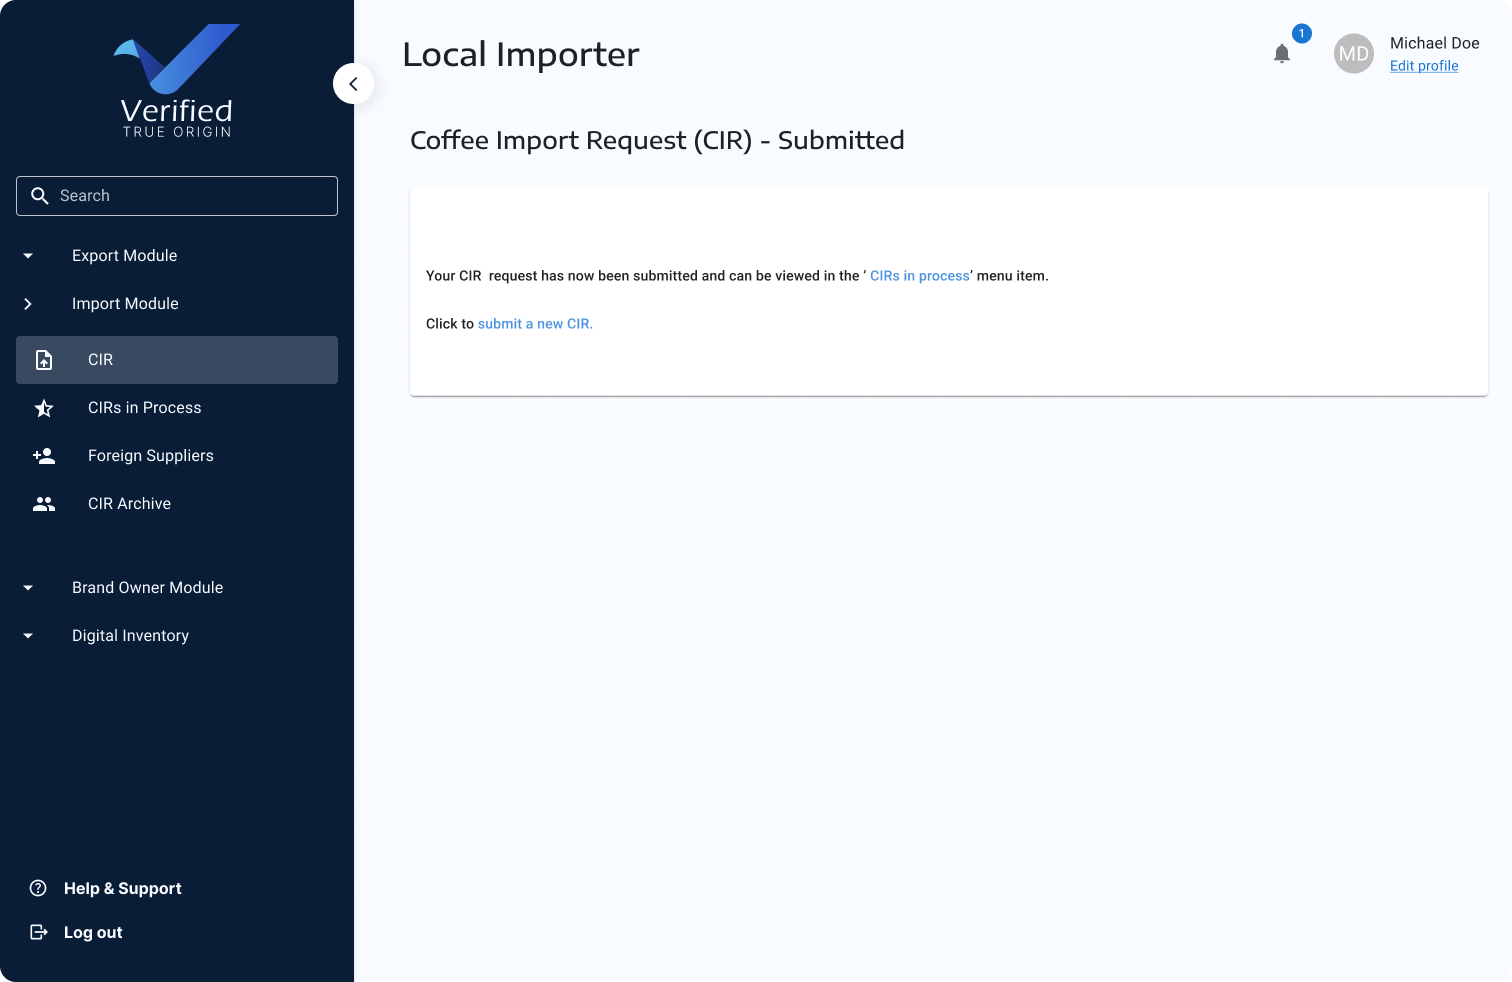 Verified
TRUE ORIGIN
Search
Export Module
Import Module
CIR
CIRs in Process
Foreign Suppliers
CIR Archive
Brand Owner Module
Digital Inventory
Help & Support
Log out
Local Importer
1
MD
Michael Doe
Edit profile
Coffee Import Request (CIR) - Submitted
Your CIR  request has now been submitted and can be viewed in the ‘ CIRs in process’ menu item.
Click to submit a new CIR.